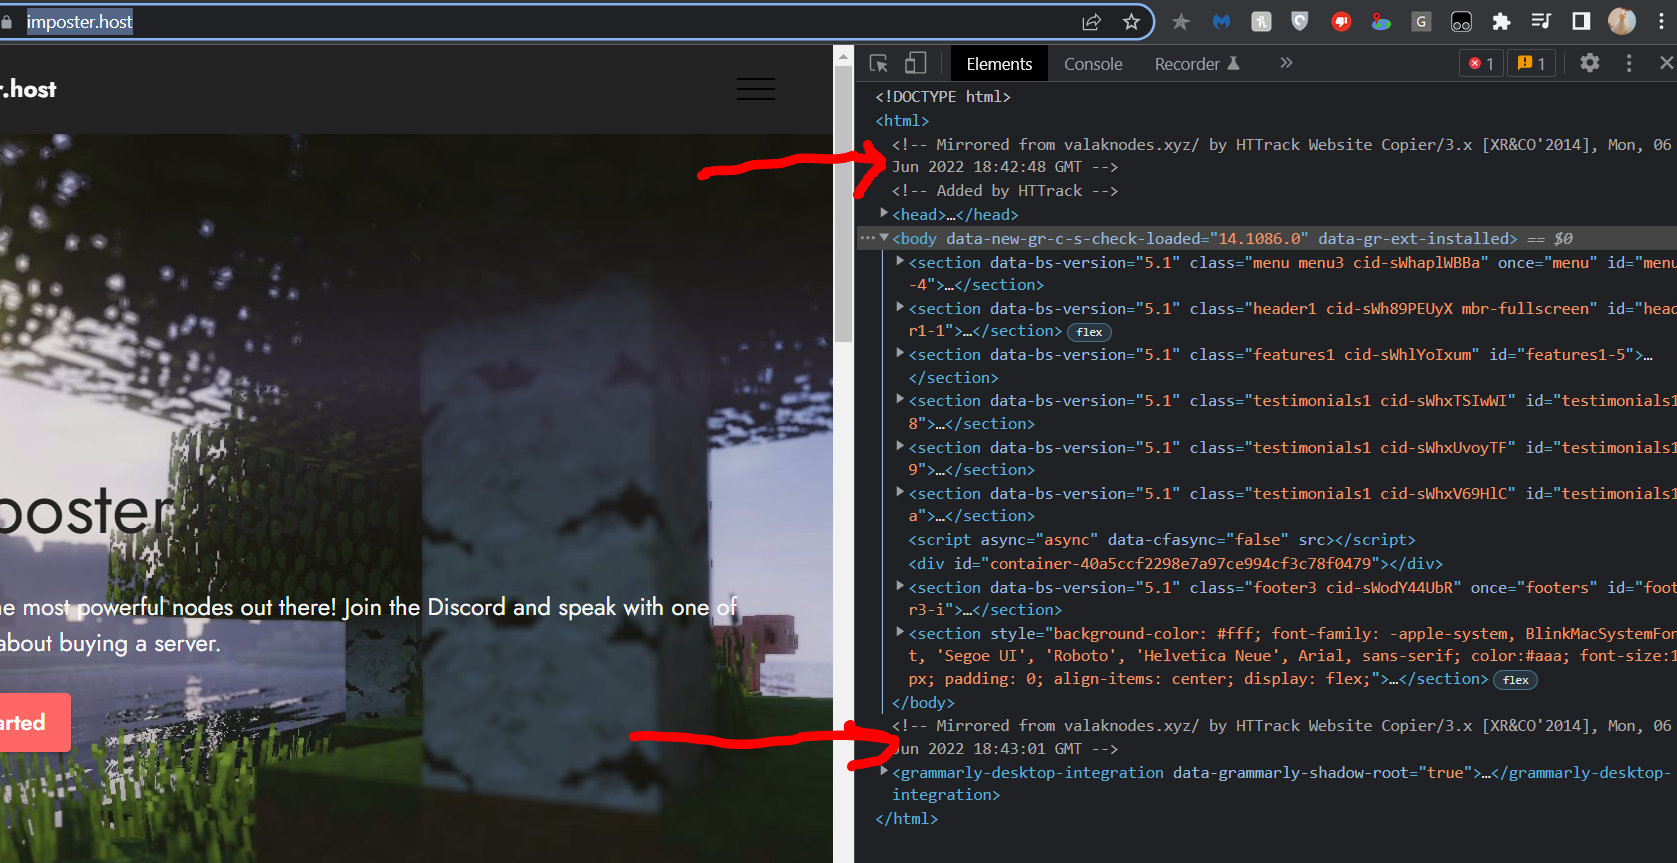 imposter.host
r.host
poster host
he most powerful nodes out there! Join the Discord and speak with one of
about buying a server.
arted
Elements Console Recorder 1 1
<!DOCTYPE html>
<html>
<!-- Mirrored from valaknodes.xyz/ by HTTrack Website Copier/3.x [XR&CO'2014], Mon, 06
Jun 2022 18:42:48 GMT -->
<!-- Added by HTTrack -->
<head>…</head>
<body data-new-gr-c-s-check-loaded="14.1086.0" data-gr-ext-installed> == $0
<section data-bs-version="5.1" class="menu menu3 cid-sWhaplWBBa" once="menu" id="menu
-4">…</section>
<section data-bs-version="5.1" class="header1 cid-sWh89PEUyX mbr-fullscreen" id="head
r1-1">…</section> flex
<section data-bs-version="5.1" class="features1 cid-sWhlYoIxum" id="features1-5">…
</section>
<section data-bs-version="5.1" class="testimonials1 cid-sWhxTSIwWI" id="testimonials1
8">…</section>
<section data-bs-version="5.1" class="testimonials1 cid-sWhxUvoyTF" id="testimonials1
9">…</section>
<section data-bs-version="5.1" class="testimonials1 cid-sWhxV69HlC" id="testimonials1
a">…</section>
<script async="async" data-cfasync="false" src></script>
<div id="container-40a5ccf2298e7a97ce994cf3c78f0479"></div>
<section data-bs-version="5.1" class="footer3 cid-sWodY44UbR" once="footers" id="foot
r3-i">…</section>
<section style="background-color: #fff; font-family: -apple-system, BlinkMacSystemFon
t, 'Segoe UI', 'Roboto', 'Helvetica Neue', Arial, sans-serif; color:#aaa; font-size:1
px; padding: 0; align-items: center; display: flex;">…</section> flex
</body>
<!-- Mirrored from valaknodes.xyz/ by HTTrack Website Copier/3.x [XR&CO'2014], Mon, 06
Jun 2022 18:43:01 GMT -->
<grammarly-desktop-integration data-grammarly-shadow-root="true">…</grammarly-desktop-
integration>
</html>